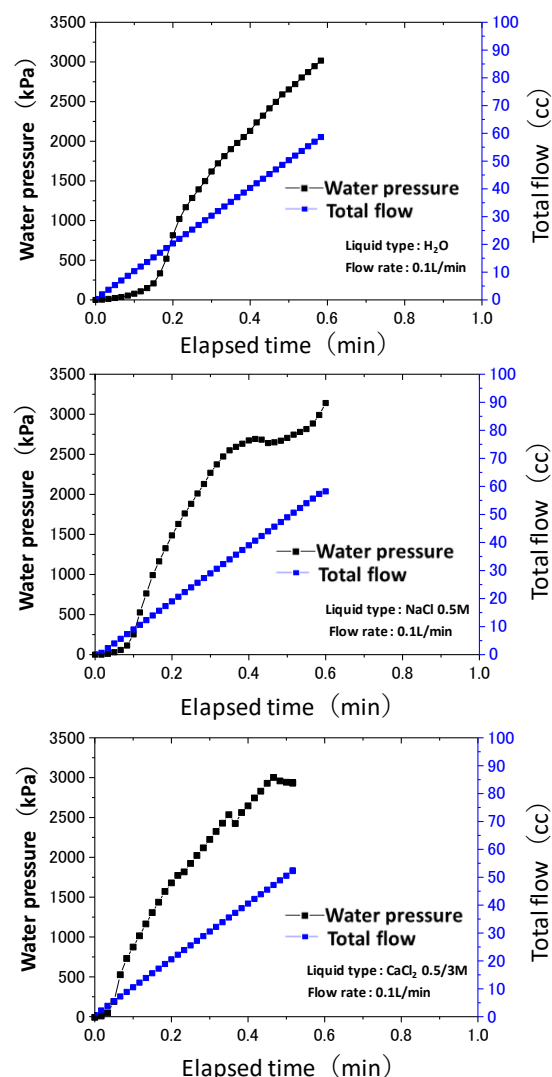 3500
3000
2500
2000
1500
1000
500
0
Water pressure（kPa）
100
90
80
70
60
50
40
30
20
10
0
Total flow（cc）
Water pressure
Total flow
Liquid type : H₂O
Flow rate : 0.1L/min
0.0 0.2 0.4 0.6 0.8 1.0
Elapsed time（min）
3500
3000
2500
2000
1500
1000
500
0
Water pressure（kPa）
100
90
80
70
60
50
40
30
20
10
0
Total flow（cc）
Water pressure
Total flow
Liquid type : NaCl 0.5M
Flow rate : 0.1L/min
0.0 0.2 0.4 0.6 0.8 1.0
Elapsed time（min）
3500
3000
2500
2000
1500
1000
500
0
Water pressure（kPa）
100
90
80
70
60
50
40
30
20
10
0
Total flow（cc）
Water pressure
Total flow
Liquid type : CaCl₂ 0.5/3M
Flow rate : 0.1L/min
0.0 0.2 0.4 0.6 0.8 1.0
Elapsed time（min）